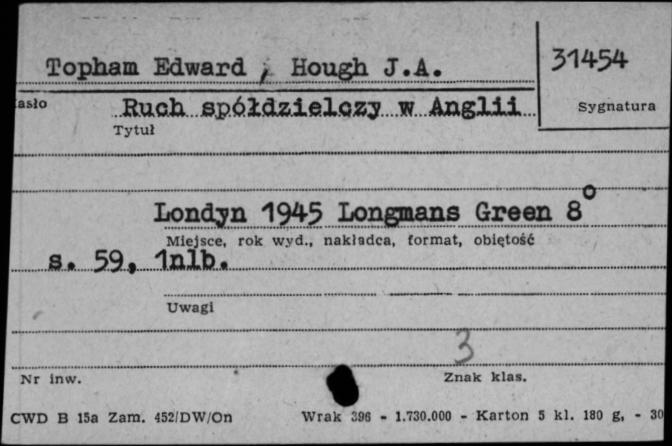 Topham Edward , Hough J.A.
31454
asło
Ruch spółdzielczy w Anglii
Sygnatura
Tytuł
Londyn 1945 Longmans Green 8°
Miejsce, rok wyd., nakładca, format, objętość
s. 59, 1nlb.
Uwagi
3
Nr inw.
Znak klas.
CWD B 15a Zam. 452/DW/On Wrak 396 - 1.730.000 - Karton 5 kl. 180 g, - 30